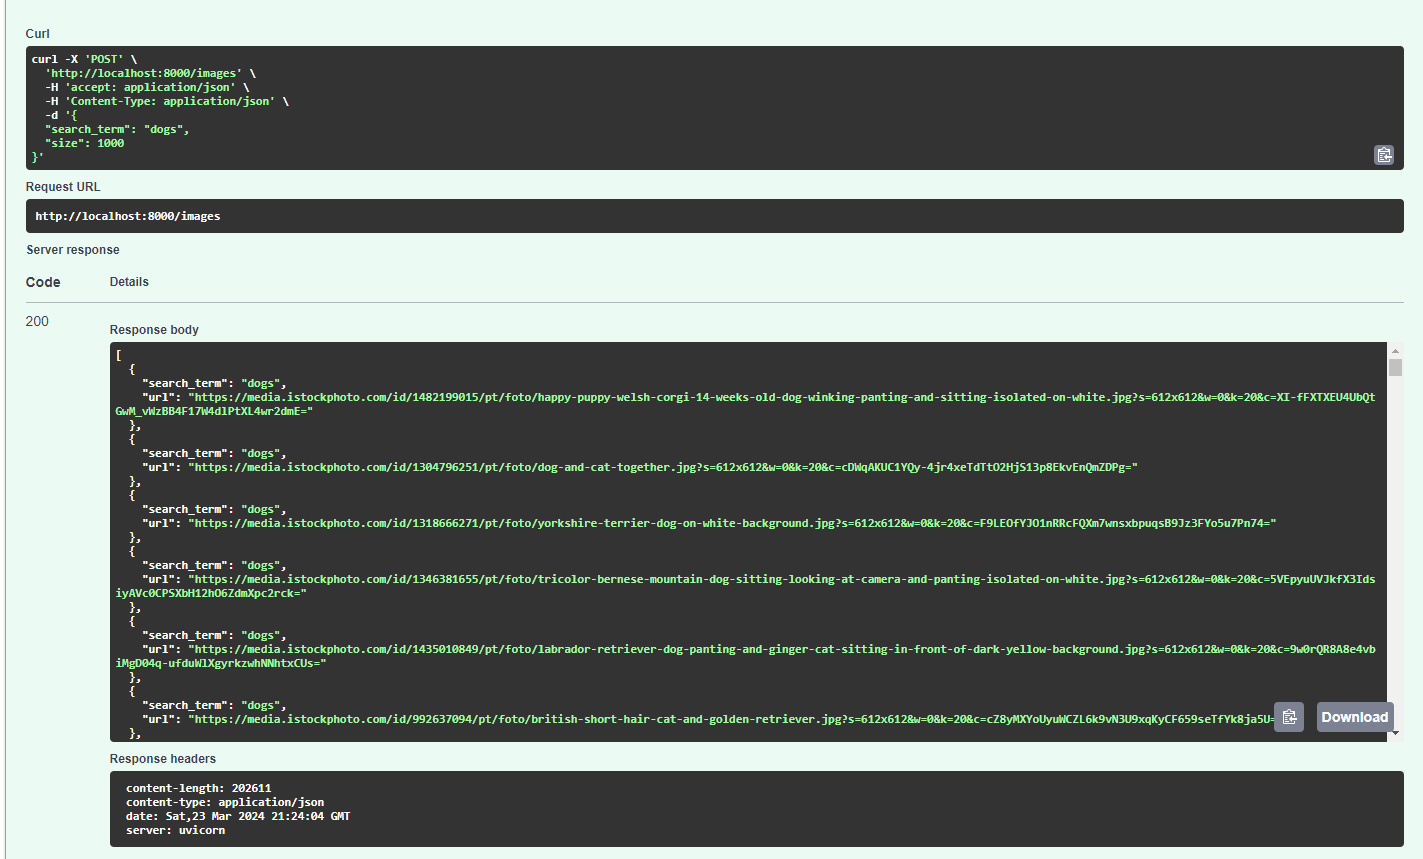 Curl
curl -X 'POST' \
'http://localhost:8000/images' \
-H 'accept: application/json' \
-H 'Content-Type: application/json' \
-d '{
"search_term": "dogs",
"size": 1000
}'
Request URL
http://localhost:8000/images
Server response
Code Details
200
Response body
[
{
"search_term": "dogs",
"url": "https://media.istockphoto.com/id/1482199015/pt/foto/happy-puppy-welsh-corgi-14-weeks-old-dog-winking-panting-and-sitting-isolated-on-white.jpg?s=612x612&w=0&k=20&c=XI-fFXTXEU4UbQt
GwM_vWzBB4F17W4dlPtXL4wr2dmE="
},
{
"search_term": "dogs",
"url": "https://media.istockphoto.com/id/1304796251/pt/foto/dog-and-cat-together.jpg?s=612x612&w=0&k=20&c=cDWqAKUC1YQy-4jr4xeTdTtO2HjS13p8EkvEnQmZDPg="
},
{
"search_term": "dogs",
"url": "https://media.istockphoto.com/id/1318666271/pt/foto/yorkshire-terrier-dog-on-white-background.jpg?s=612x612&w=0&k=20&c=F9LEOfYJO1nRRcFQXm7wnsxbpuqsB9Jz3FYo5u7Pn74="
},
{
"search_term": "dogs",
"url": "https://media.istockphoto.com/id/1346381655/pt/foto/tricolor-bernese-mountain-dog-sitting-looking-at-camera-and-panting-isolated-on-white.jpg?s=612x612&w=0&k=20&c=5VEpyuUVJkfX3Ids
iyAVc0CPSXbH12hO6ZdmXpc2rck="
},
{
"search_term": "dogs",
"url": "https://media.istockphoto.com/id/1435010849/pt/foto/labrador-retriever-dog-panting-and-ginger-cat-sitting-in-front-of-dark-yellow-background.jpg?s=612x612&w=0&k=20&c=9w0rQR8A8e4vb
iMgD04q-ufduWlXgyrkzwhNNhtxCUs="
},
{
"search_term": "dogs",
"url": "https://media.istockphoto.com/id/992637094/pt/foto/british-short-hair-cat-and-golden-retriever.jpg?s=612x612&w=0&k=20&c=cZ8yMXYoUyuWCZL6k9vN3U9xqKyCF659seTfYk8ja5U=
},
Download
Response headers
content-length: 202611
content-type: application/json
date: Sat,23 Mar 2024 21:24:04 GMT
server: uvicorn